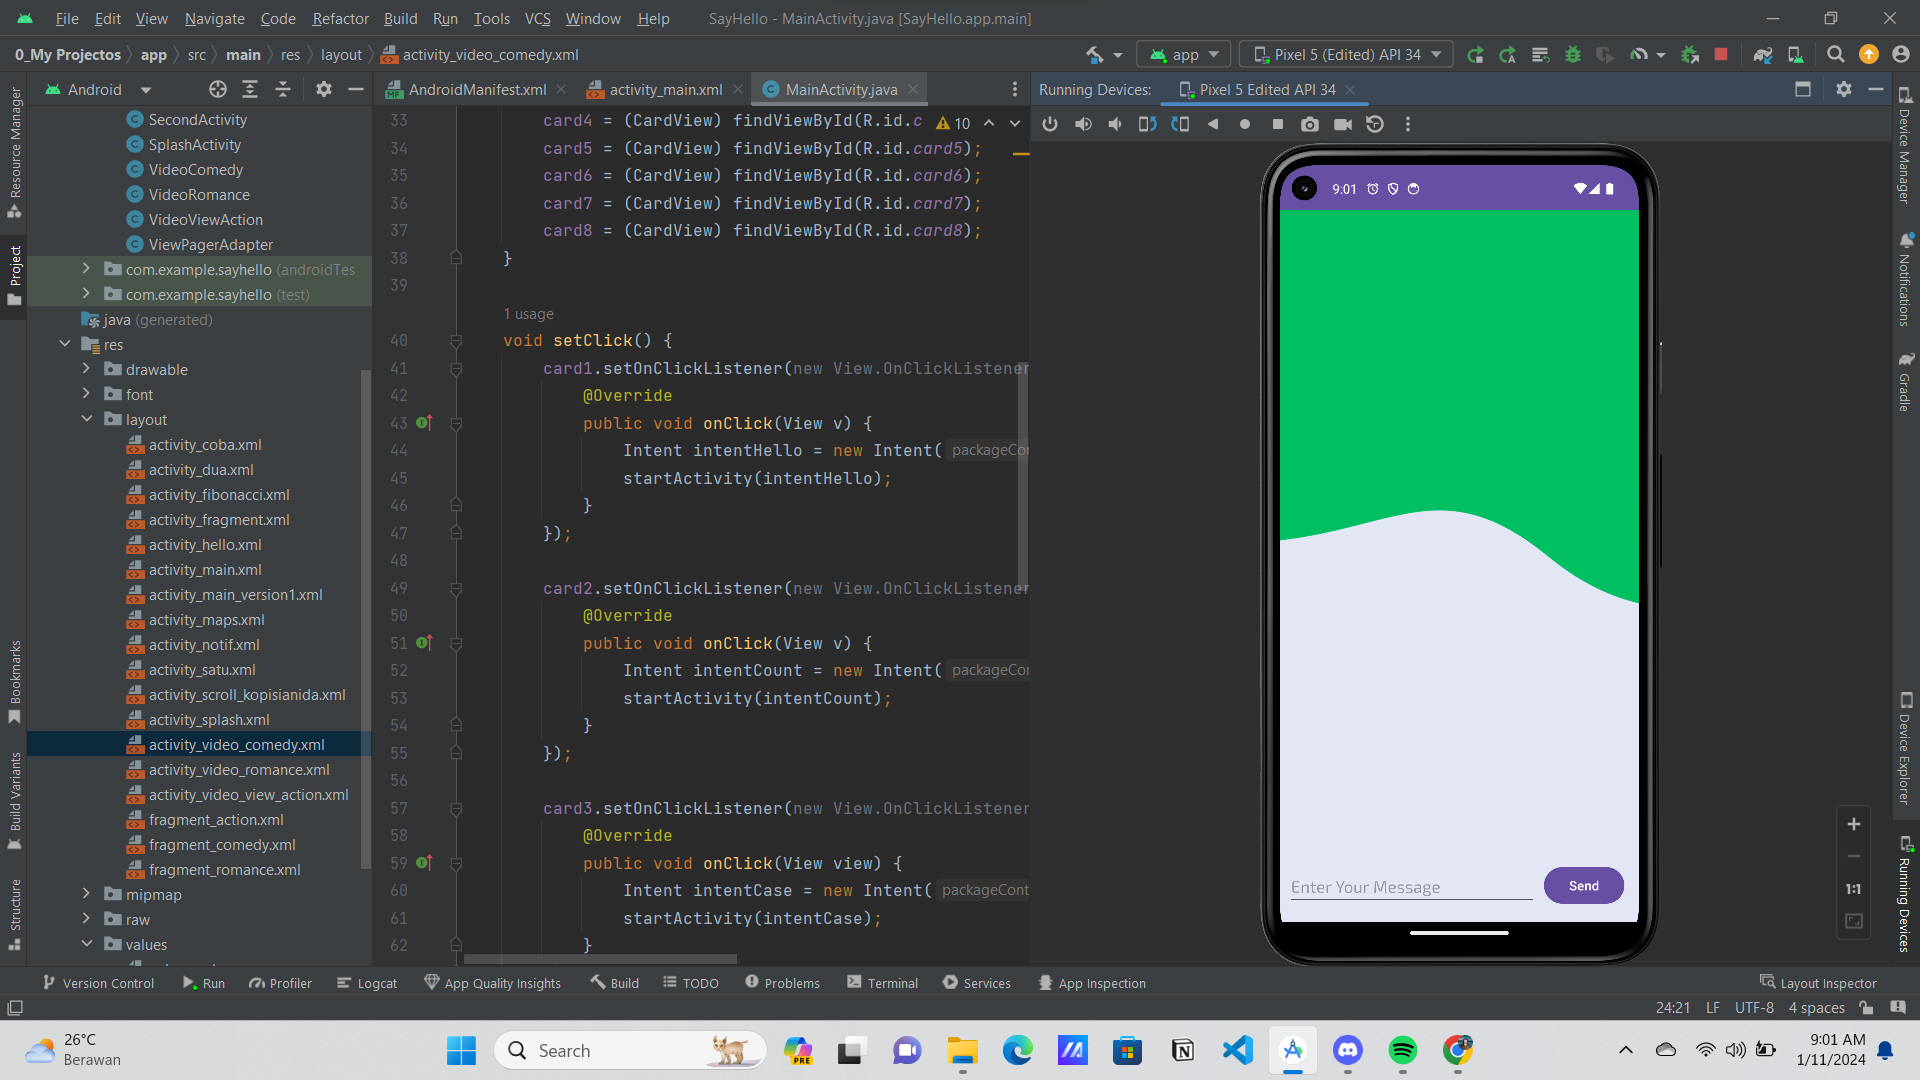 File Edit View Navigate Code Refactor Build Run Tools VCS Window Help SayHello - MainActivity.java [SayHello.app.main]
0_My Projectos app src main res layout activity_video_comedy.xml app Pixel 5 (Edited) API 34
Android AndroidManifest.xml activity_main.xml MainActivity.java Running Devices: Pixel 5 Edited API 34
Resource Manager
Project
Bookmarks
Build Variants
Structure
SecondActivity
SplashActivity
VideoComedy
VideoRomance
VideoViewAction
ViewPagerAdapter
com.example.sayhello (androidTes
com.example.sayhello (test)
java (generated)
res
drawable
font
layout
activity_coba.xml
activity_dua.xml
activity_fibonacci.xml
activity_fragment.xml
activity_hello.xml
activity_main.xml
activity_main_version1.xml
activity_maps.xml
activity_notif.xml
activity_satu.xml
activity_scroll_kopisianida.xml
activity_splash.xml
activity_video_comedy.xml
activity_video_romance.xml
activity_video_view_action.xml
fragment_action.xml
fragment_comedy.xml
fragment_romance.xml
mipmap
raw
values
33 card4 = (CardView) findViewById(R.id.c 10
34 card5 = (CardView) findViewById(R.id.card5);
35 card6 = (CardView) findViewById(R.id.card6);
36 card7 = (CardView) findViewById(R.id.card7);
37 card8 = (CardView) findViewById(R.id.card8);
38 }
39
1 usage
40 void setClick() {
41 card1.setOnClickListener(new View.OnClickListener
42 @Override
43 public void onClick(View v) {
44 Intent intentHello = new Intent( packageCon
45 startActivity(intentHello);
46 }
47 });
48
49 card2.setOnClickListener(new View.OnClickListener
50 @Override
51 public void onClick(View v) {
52 Intent intentCount = new Intent( packageCon
53 startActivity(intentCount);
54 }
55 });
56
57 card3.setOnClickListener(new View.OnClickListener
58 @Override
59 public void onClick(View view) {
60 Intent intentCase = new Intent( packageCont
61 startActivity(intentCase);
62 }
9:01
Enter Your Message Send
1:1
Device Manager
Notifications
Gradle
Device Explorer
Running Devices
Version Control Run Profiler Logcat App Quality Insights Build TODO Problems Terminal Services App Inspection Layout Inspector
24:21 LF UTF-8 4 spaces
26°C
Berawan
Search
PRE
9:01 AM
1/11/2024